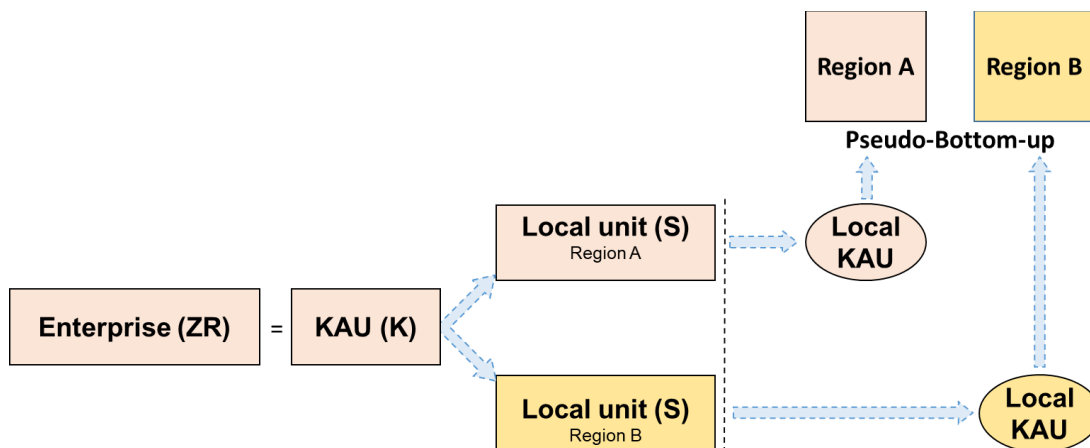 Region A
Region B
Pseudo-Bottom-up
Local unit (S)
Region A
Local
KAU
Enterprise (ZR)
=
KAU (K)
Local unit (S)
Region B
Local
KAU